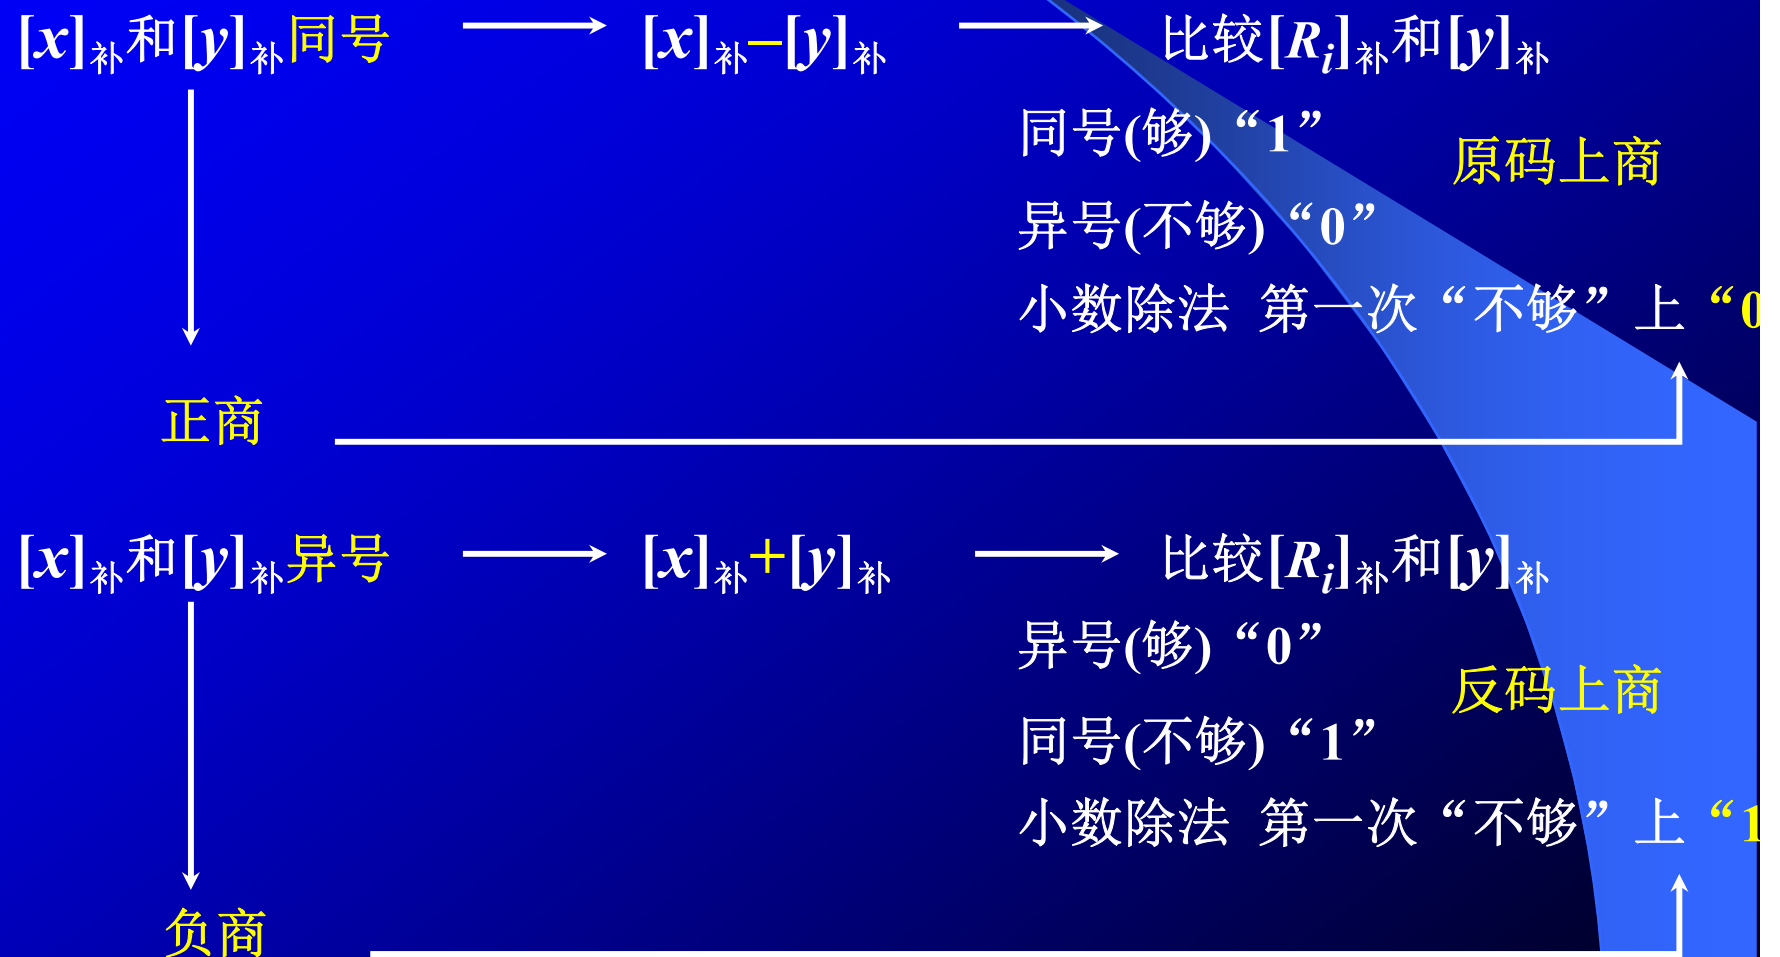 [x]补和[y]补同号 [x]补−[y]补 比较[Ri]补和[y]补
同号(够)“1”
原码上商
异号(不够)“0”
小数除法 第一次“不够”上“0
正商
[x]补和[y]补异号 [x]补+[y]补 比较[Ri]补和[y]补
异号(够)“0”
反码上商
同号(不够)“1”
小数除法 第一次“不够”上“1
负商